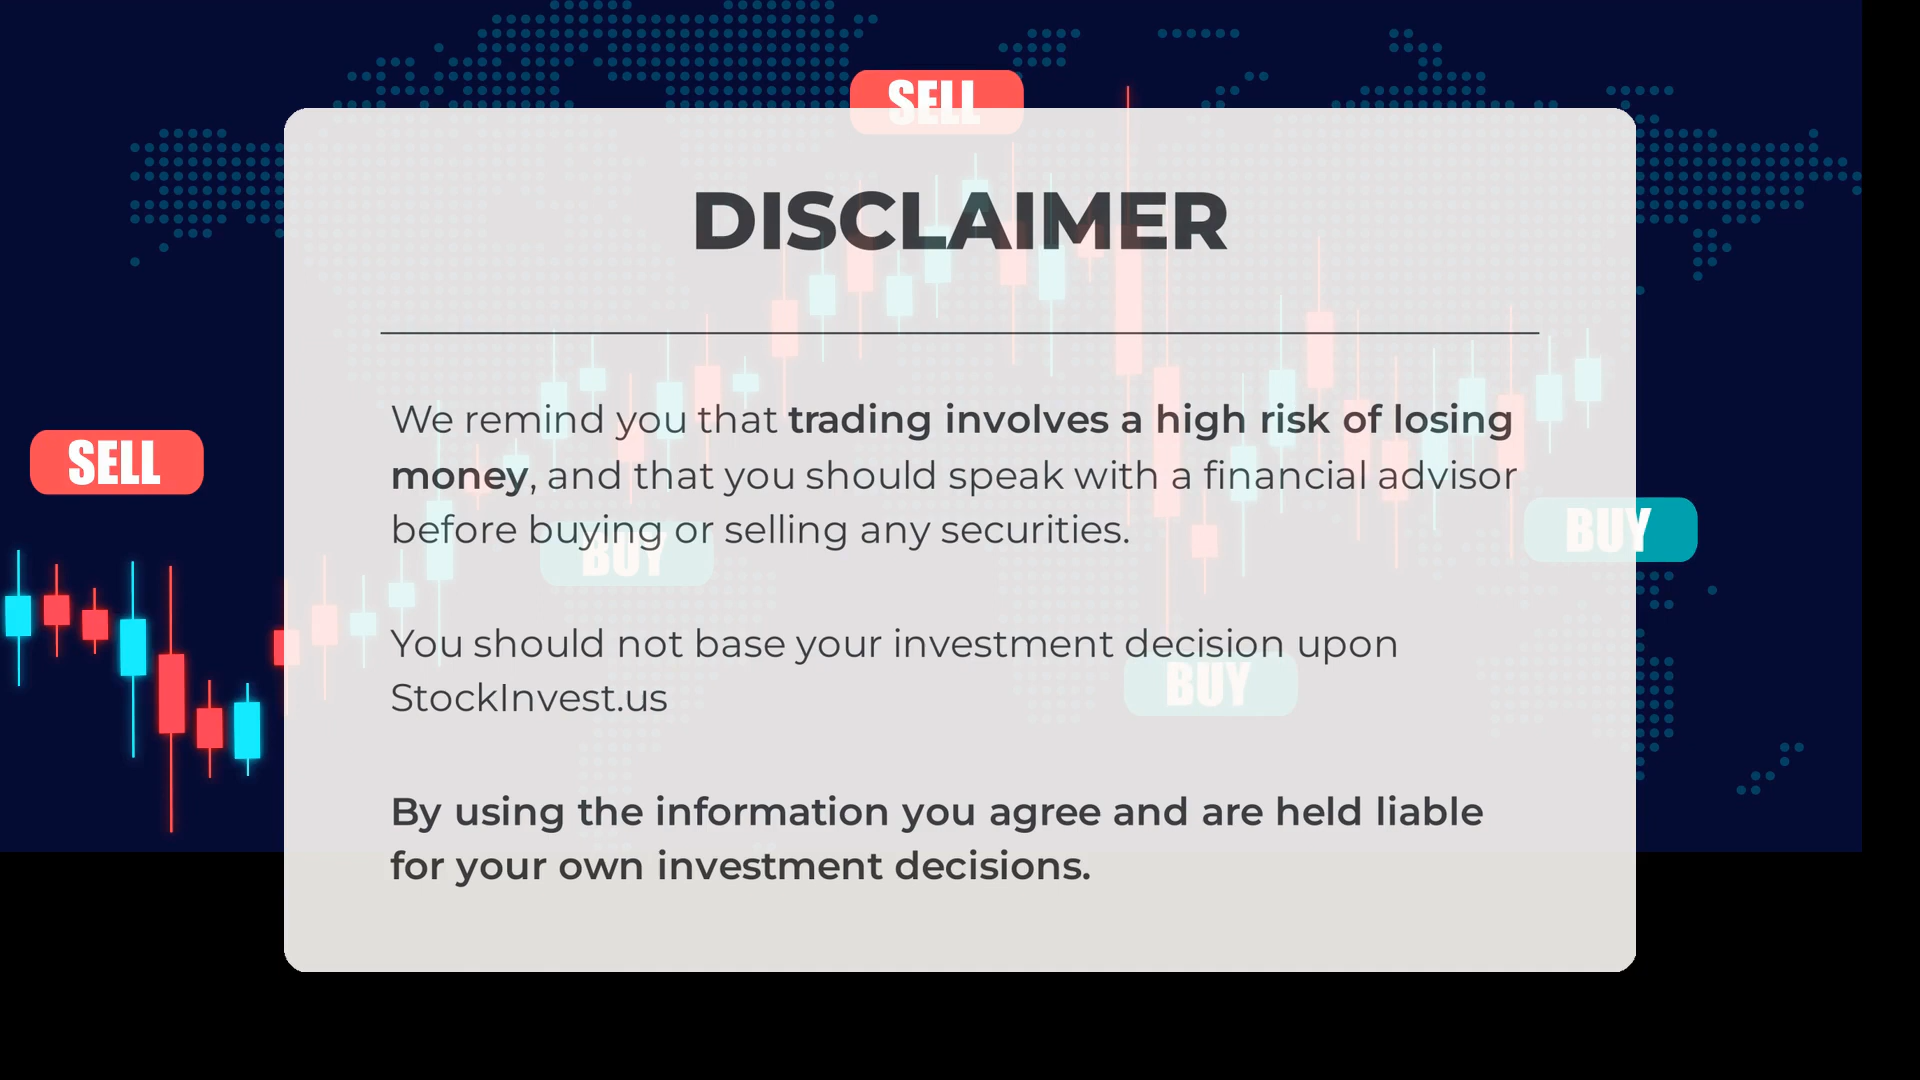 SELL
DISCLAIMER
We remind you that trading involves a high risk of losing
money, and that you should speak with a financial advisor
before buying or selling any securities.
SELL
BUY
BUY
You should not base your investment decision upon
StockInvest.us
BUY
By using the information you agree and are held liable
for your own investment decisions.